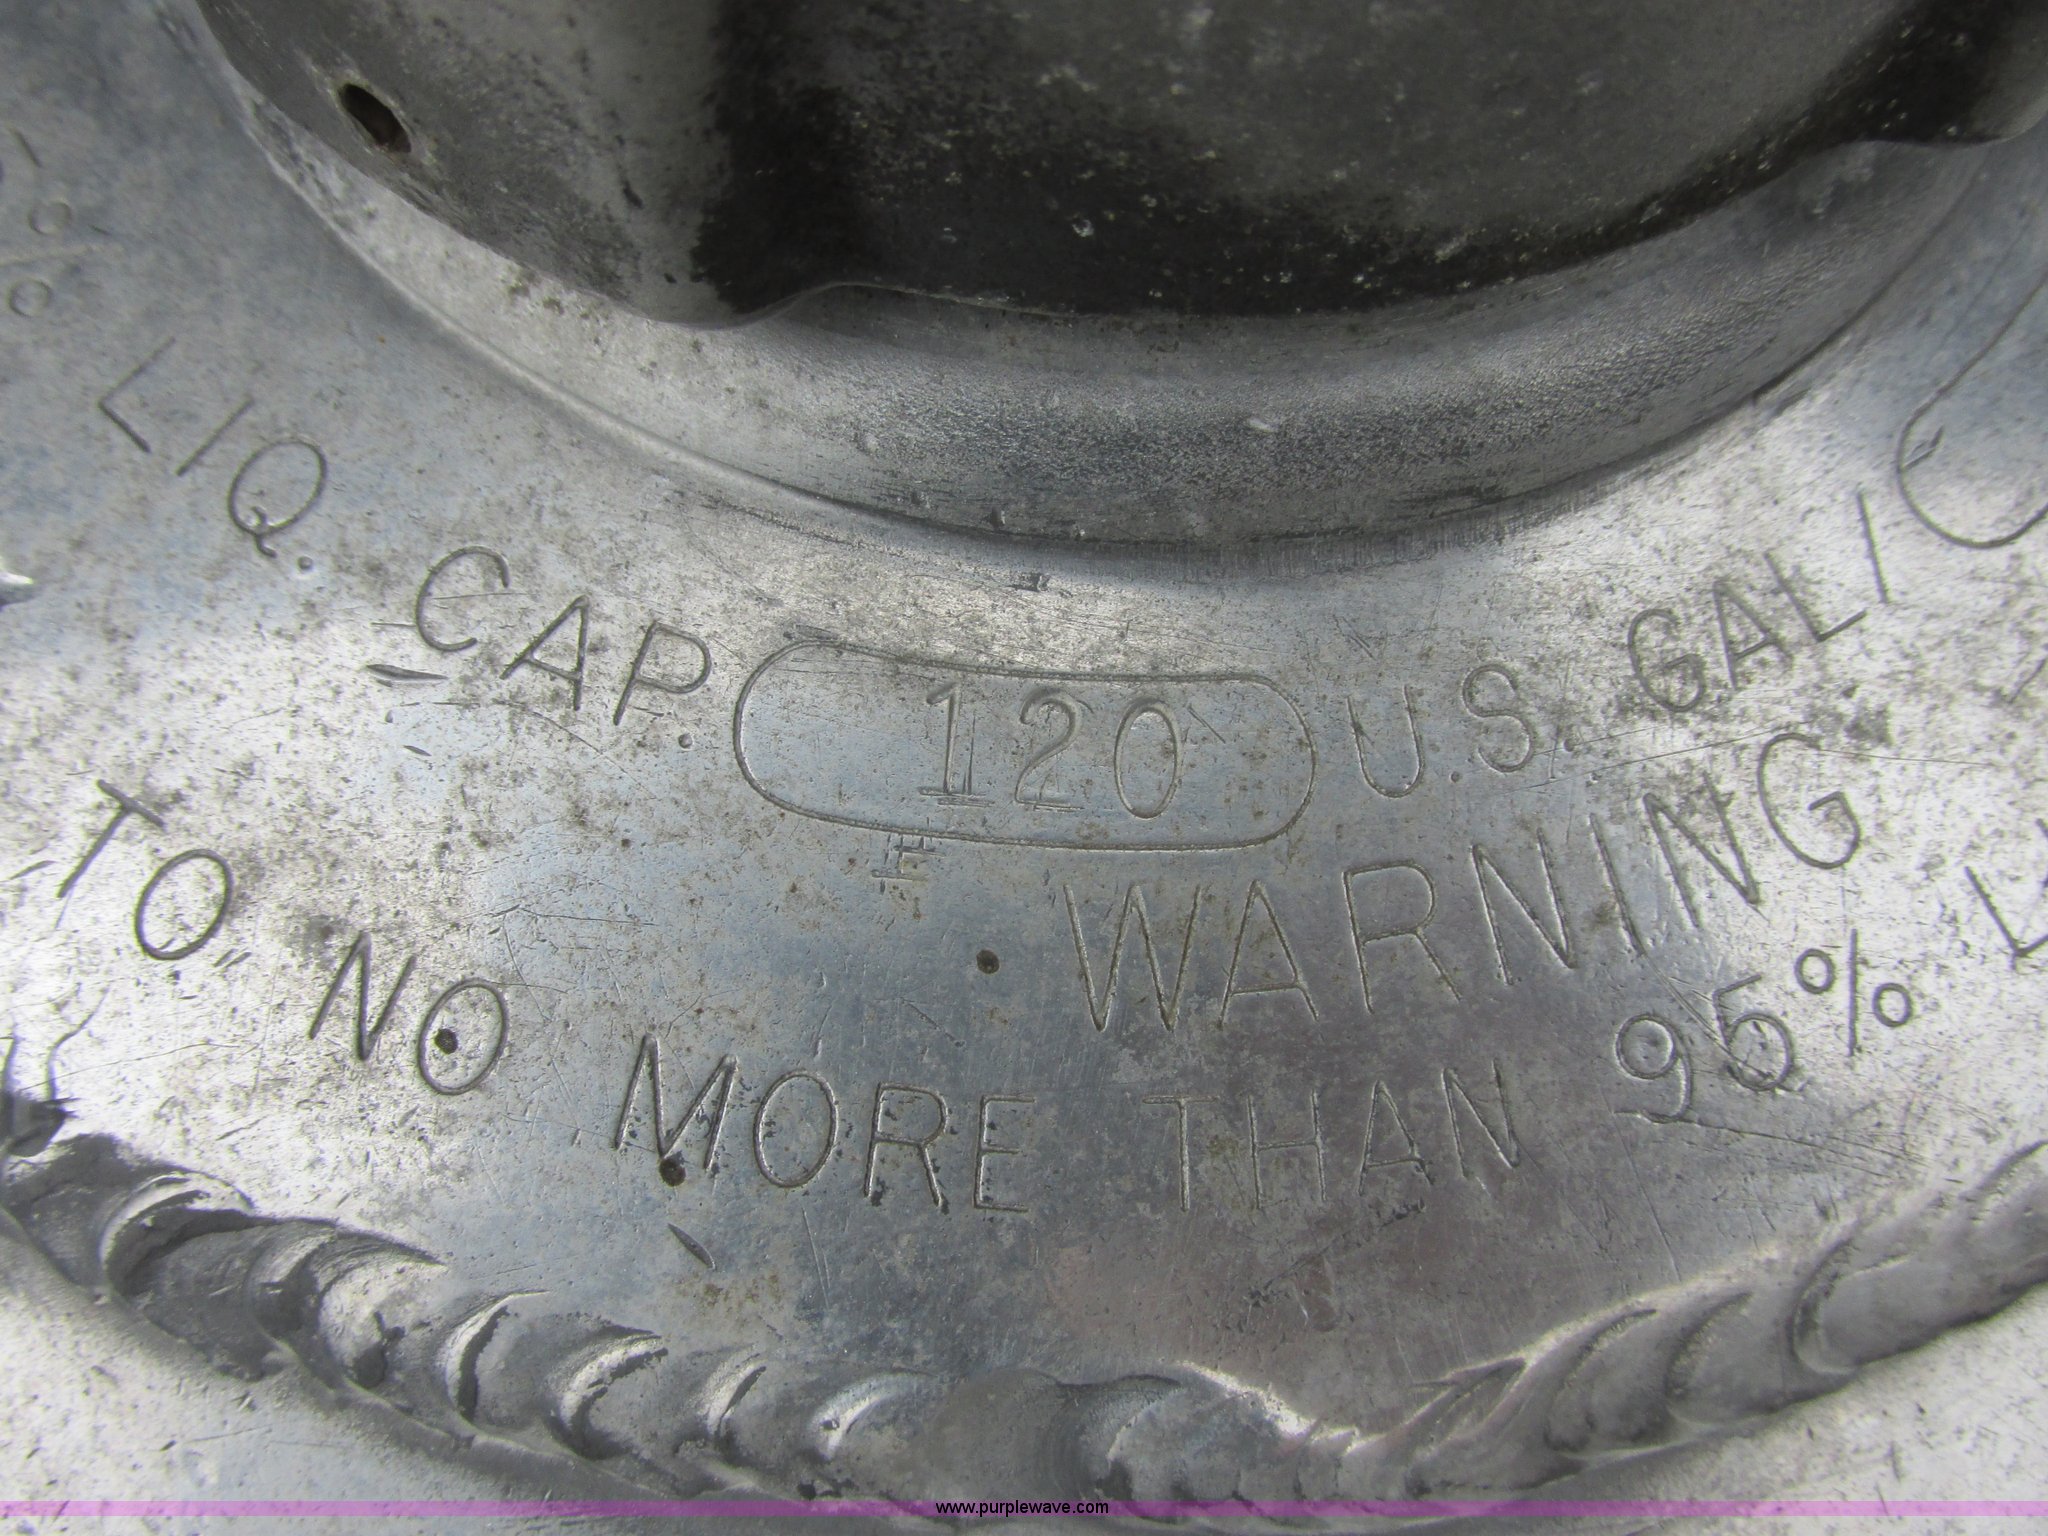 LIQ. CAP. 120 U.S. GAL
WARNING
TO NO MORE THAN 95%
www.purplewave.com